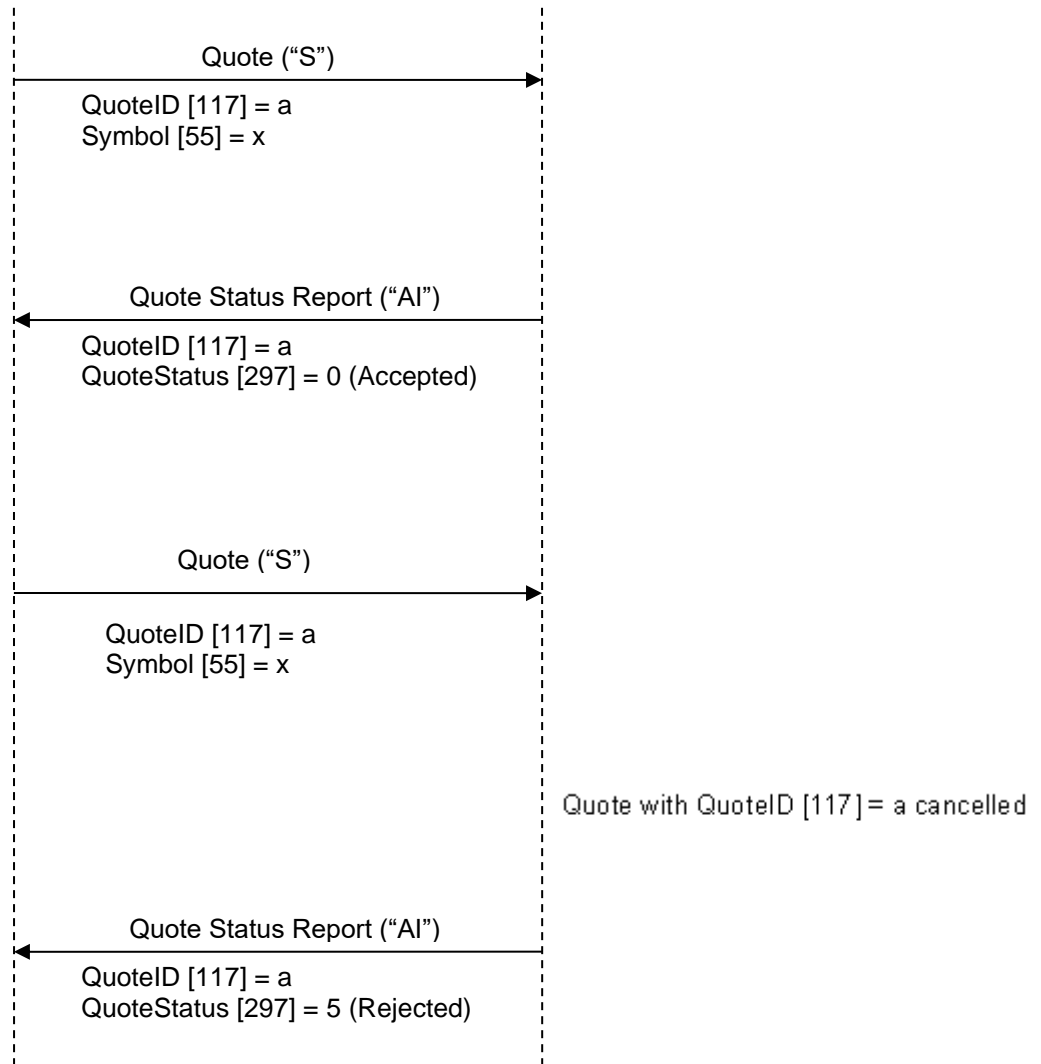 Quote (“S”)
QuoteID [117] = a
Symbol [55] = x
Quote Status Report (“AI”)
QuoteID [117] = a
QuoteStatus [297] = 0 (Accepted)
Quote (“S”)
QuoteID [117] = a
Symbol [55] = x
Quote with QuoteID [117] = a cancelled
Quote Status Report (“AI”)
QuoteID [117] = a
QuoteStatus [297] = 5 (Rejected)